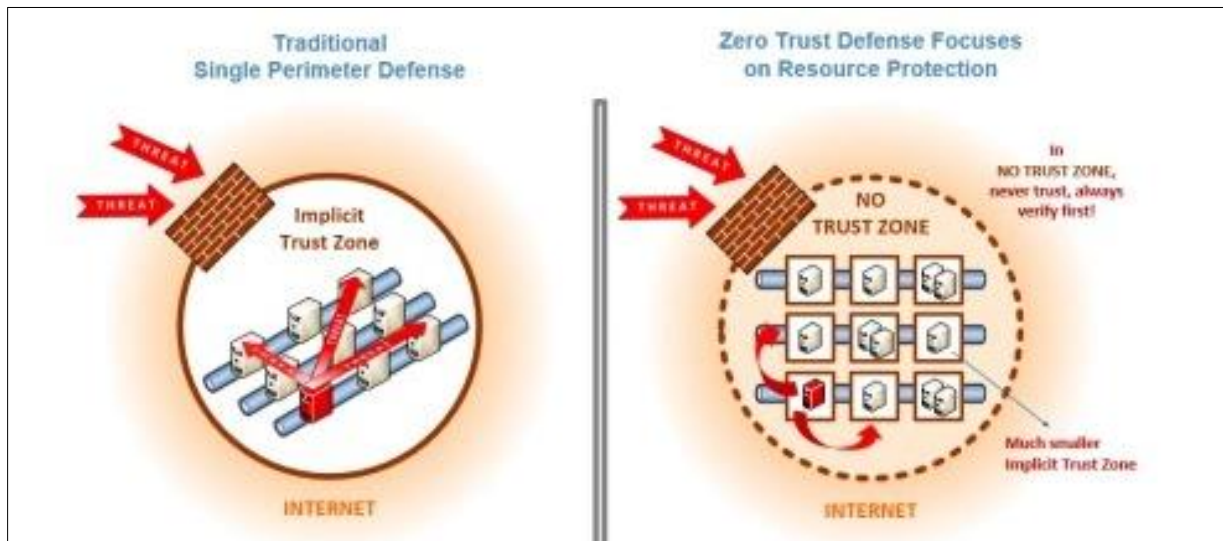 Traditional
Single Perimeter Defense
THREAT
THREAT
Implicit
Trust Zone
THREAT
INTERNET
Zero Trust Defense Focuses
on Resource Protection
THREAT
THREAT
NO
TRUST ZONE
In
NO TRUST ZONE,
never trust, always
verify first!
Much smaller
Implicit Trust Zone
INTERNET